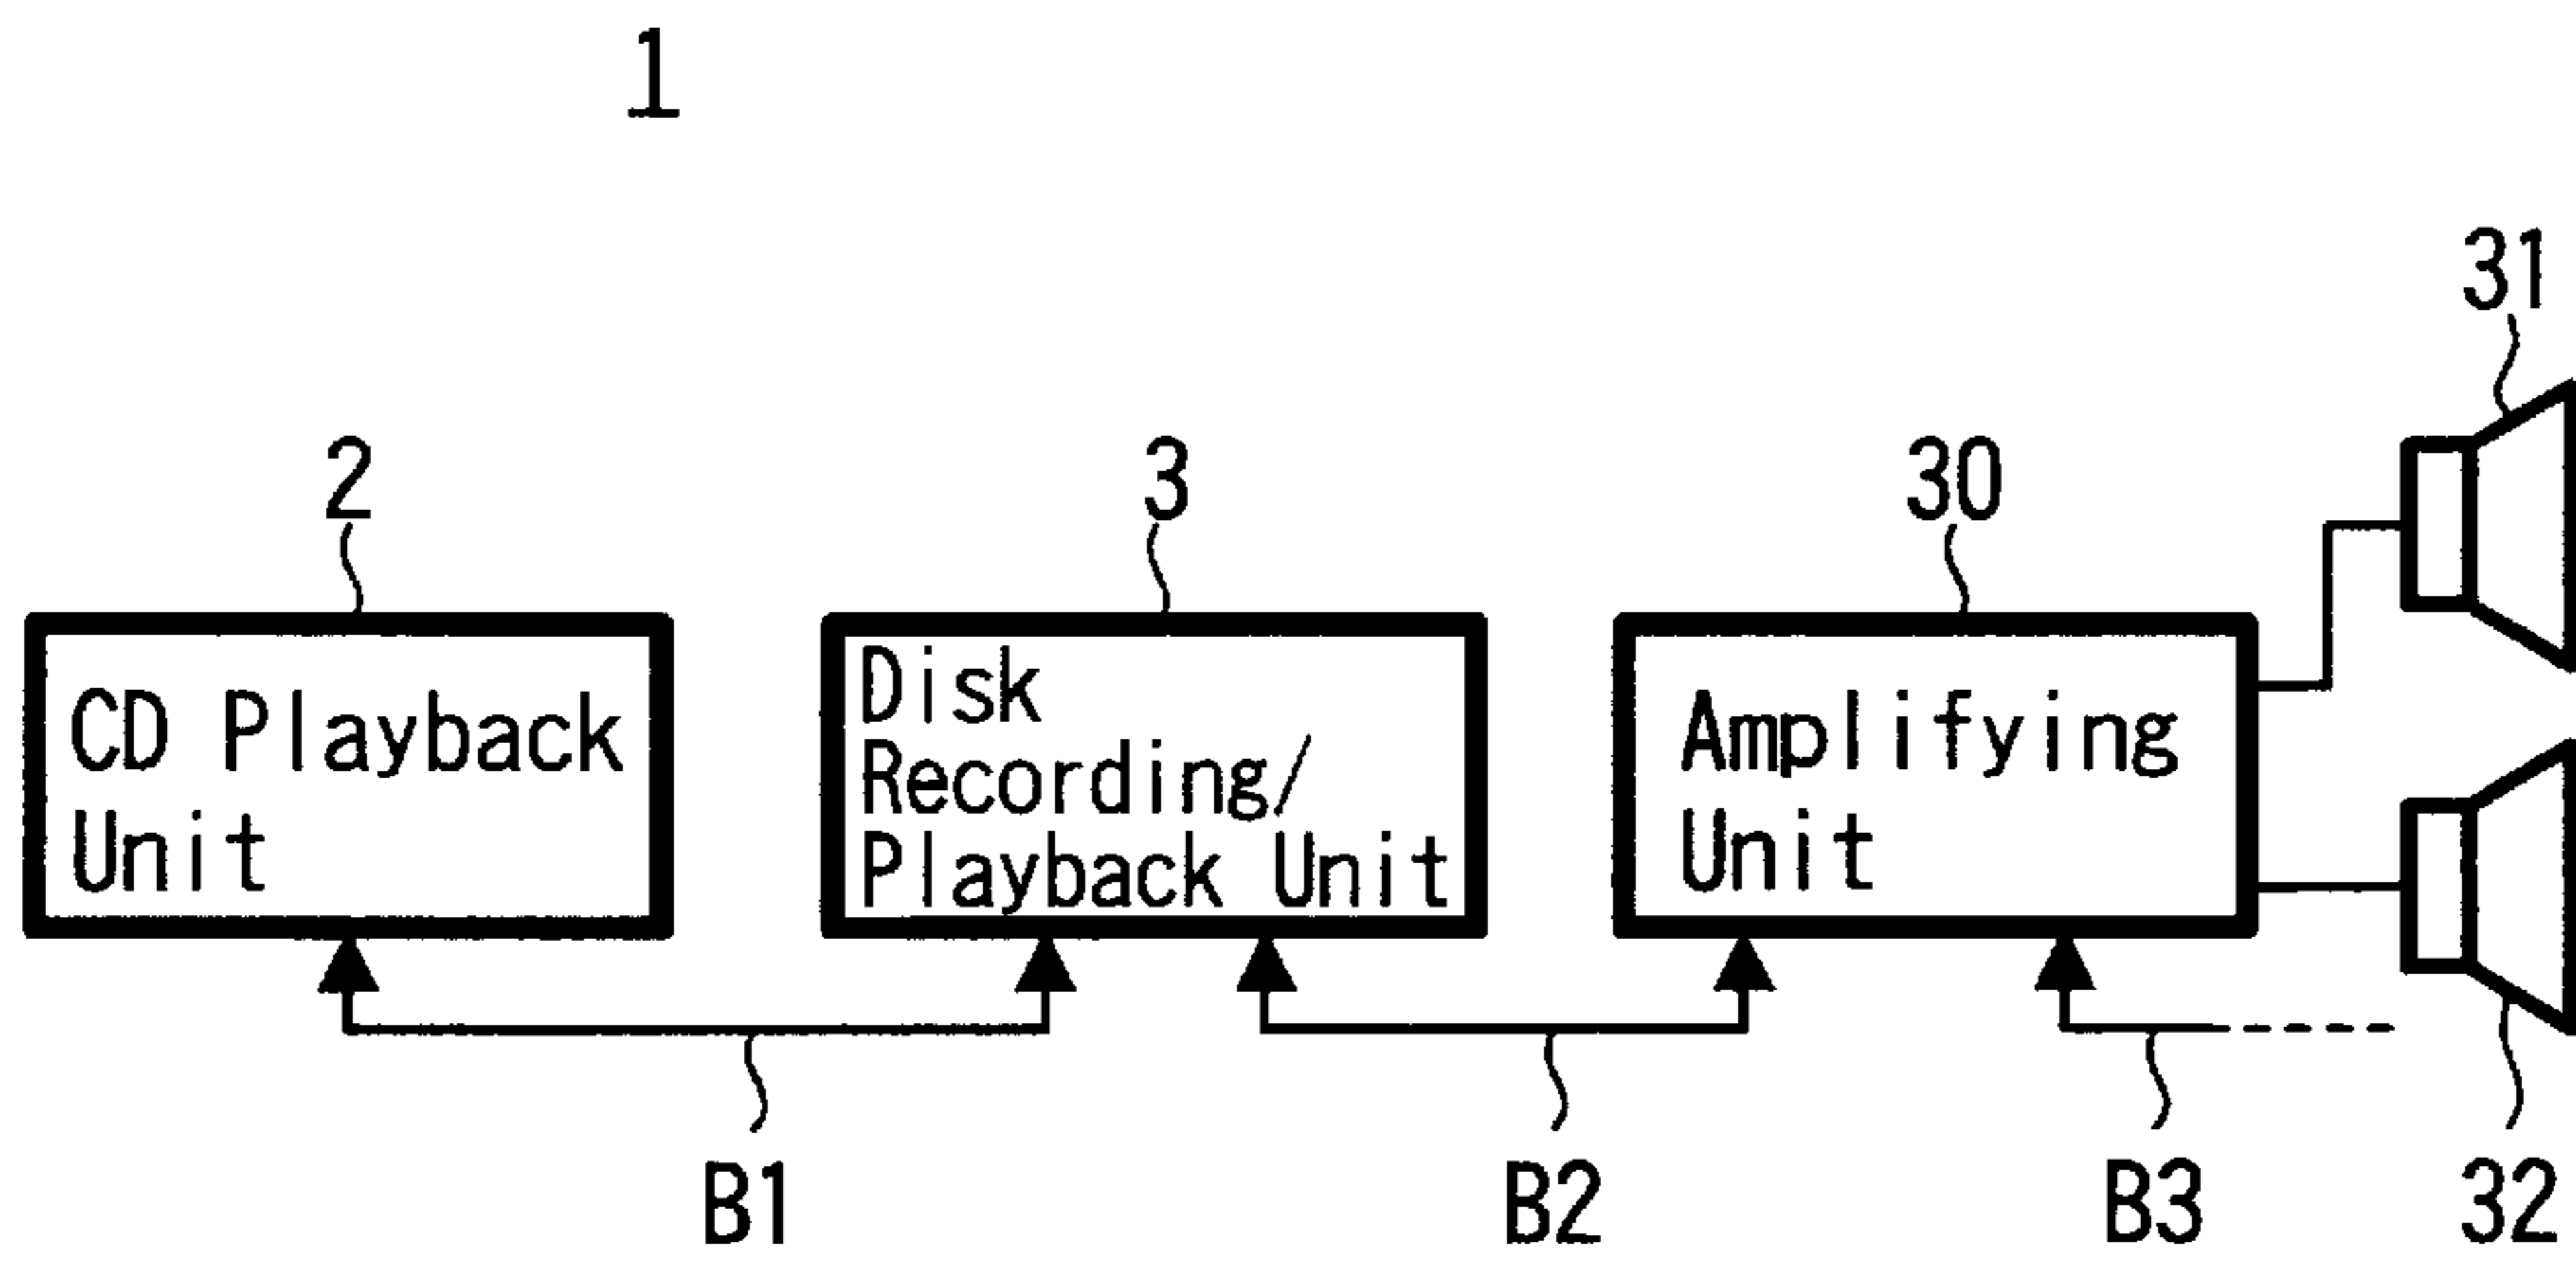 1
31
2
3
30
CD Playback
Unit
Disk
Recording/
Playback Unit
Amplifying
Unit
B1
B2
B3
32